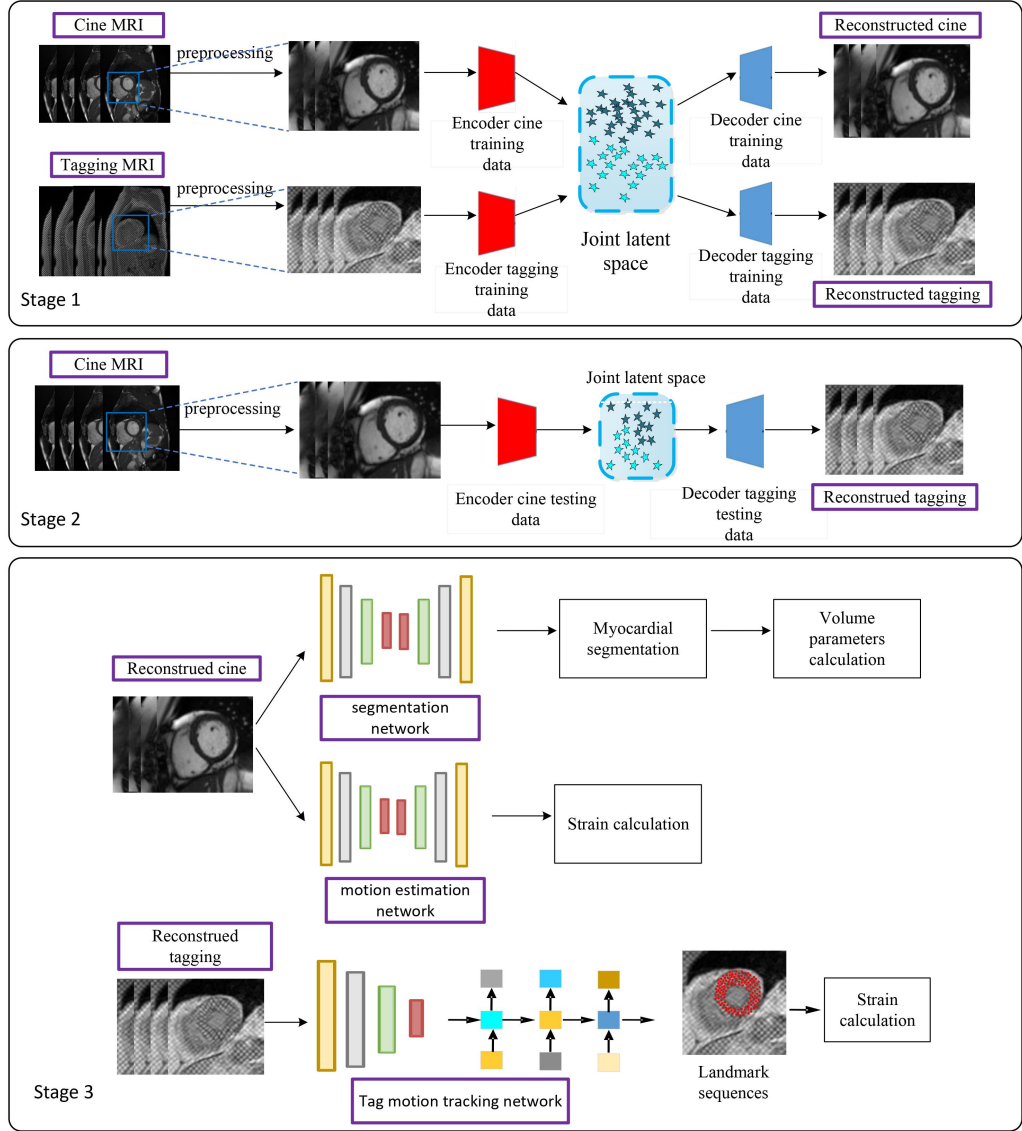 Cine MRI
preprocessing
Encoder cine
training
data
Decoder cine
training
data
Reconstructed cine
Tagging MRI
preprocessing
Encoder tagging
training
data
Joint latent
space
Decoder tagging
training
data
Reconstructed tagging
Stage 1
Cine MRI
preprocessing
Encoder cine testing
data
Joint latent space
Decoder tagging
testing
data
Reconstrued tagging
Stage 2
Reconstrued cine
segmentation
network
Myocardial
segmentation
Volume
parameters
calculation
motion estimation
network
Strain calculation
Reconstrued
tagging
Tag motion tracking network
Landmark
sequences
Strain
calculation
Stage 3